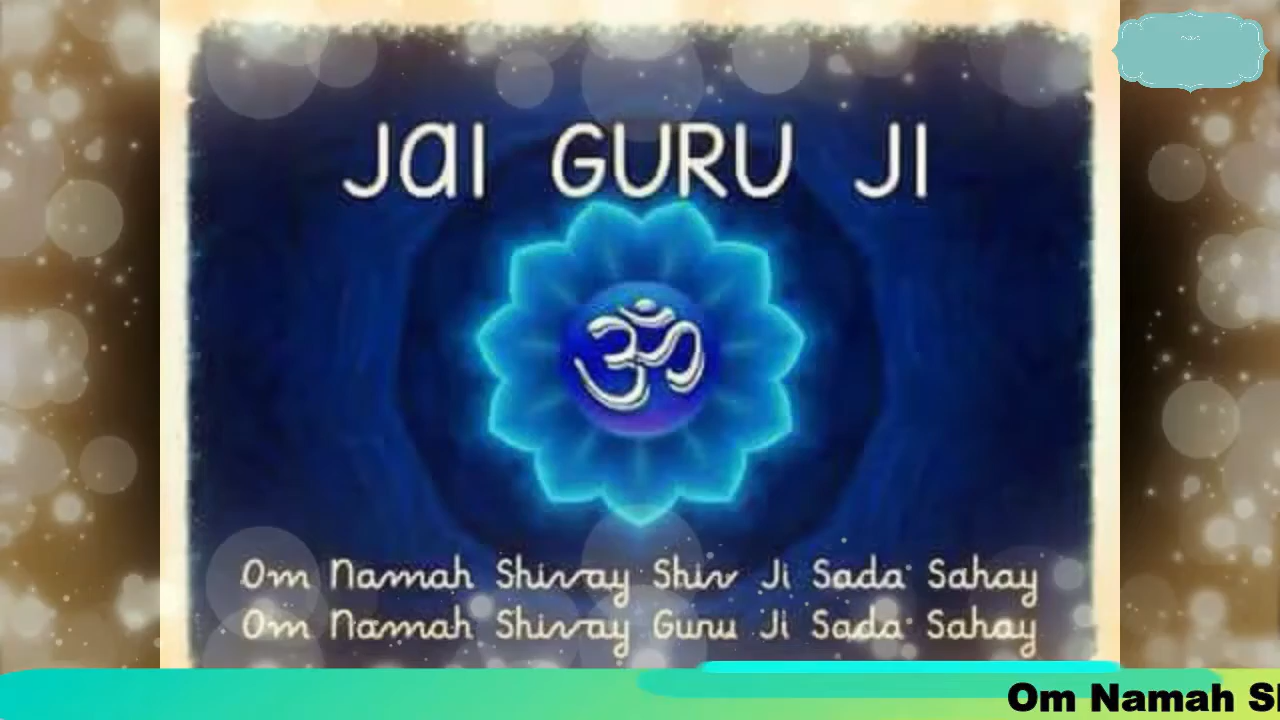 Jai GURU JI
ॐ
Om Namah Shivay Shiv Ji Sada Sahay
Om Namah Shivay Guru Ji Sada Sahay
Om Namah S